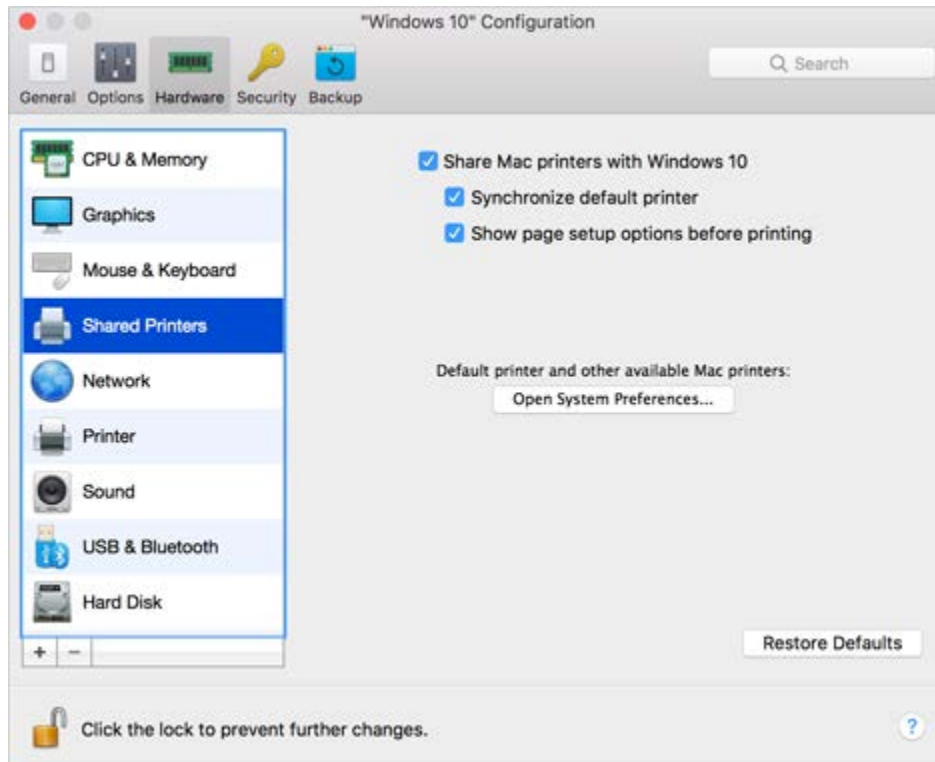 "Windows 10" Configuration
General Options Hardware Security Backup
Search
CPU & Memory
Graphics
Mouse & Keyboard
Shared Printers
Network
Printer
Sound
USB & Bluetooth
Hard Disk
+ −
Share Mac printers with Windows 10
Synchronize default printer
Show page setup options before printing
Default printer and other available Mac printers:
Open System Preferences...
Restore Defaults
Click the lock to prevent further changes.
?